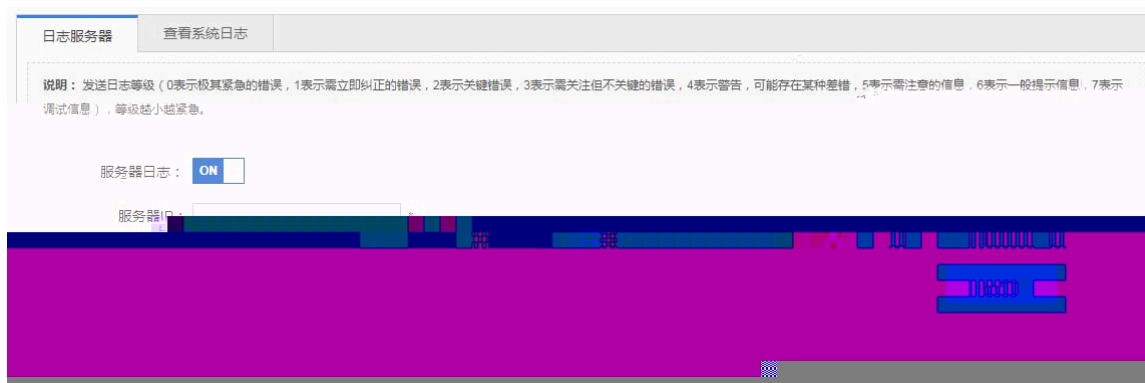 日志服务器
查看系统日志
说明：发送日志等级（0表示极其紧急的错误，1表示需立即纠正的错误，2表示关键错误，3表示需关注但不关键的错误，4表示警告，可能存在某种差错，5表示需注意的信息，6表示一般提示信息，7表示
调试信息），等级越小越紧急。
服务器日志： ON
服务器IP： *